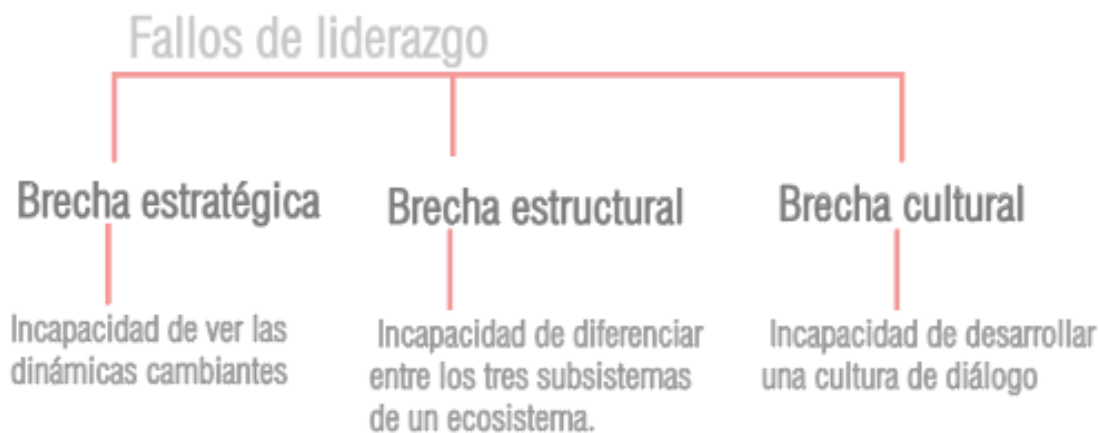 Fallos de liderazgo
Brecha estratégica
Incapacidad de ver las
dinámicas cambiantes
Brecha estructural
Incapacidad de diferenciar
entre los tres subsistemas
de un ecosistema.
Brecha cultural
Incapacidad de desarrollar
una cultura de diálogo